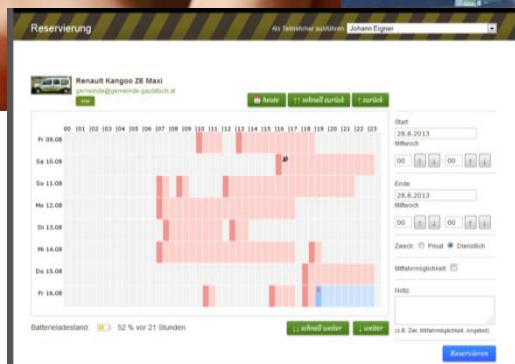 Reservierung
Als Teilnehmer ausführen Johann Eigner
Renault Kangoo ZE Maxi
gemeinde@gemeinde-gaubitsch.at
heute ↑↑ schnell zurück ↑ zurück
00 |01 |02 |03 |04 |05 |06 |07 |08 |09 |10 |11 |12 |13 |14 |15 |16 |17 |18 |19 |20 |21 |22 |23
Fr 09.08
Sa 10.08
So 11.08
Mo 12.08
Di 13.08
Mi 14.08
Do 15.08
Fr 16.08
Start
28.8.2013
Mittwoch
00 ↑ ↓ 00 ↑ ↓
Ende
28.8.2013
Mittwoch
00 ↑ ↓ 00 ↑ ↓
Zweck: Privat Dienstlich
Mitfahrmöglichkeit
Notiz:
(z.B. Ziel, Mitfahrmöglichkeit, Angebot)
Batterieladestand: 52 % vor 21 Stunden
↓↓ schnell weiter ↓ weiter
Reservieren